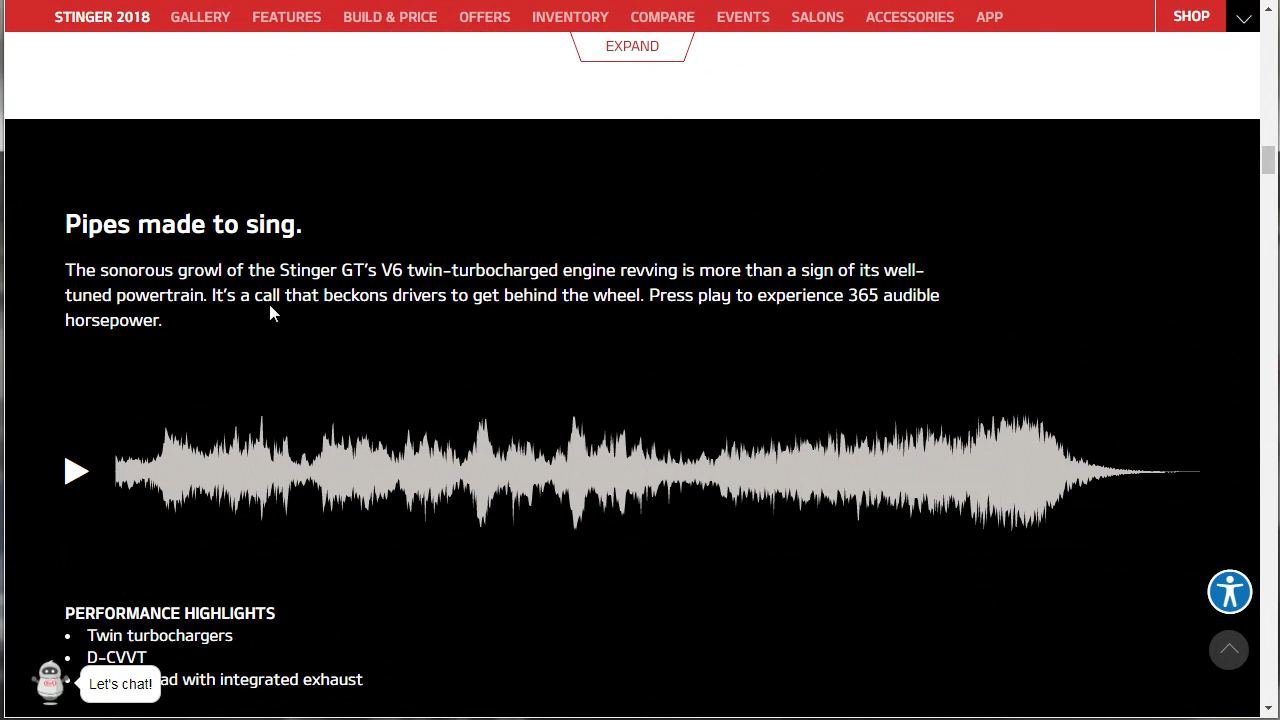 STINGER 2018 GALLERY FEATURES BUILD & PRICE OFFERS INVENTORY COMPARE EVENTS SALONS ACCESSORIES APP SHOP
EXPAND
Pipes made to sing.
The sonorous growl of the Stinger GT's V6 twin-turbocharged engine revving is more than a sign of its well-
tuned powertrain. It's a call that beckons drivers to get behind the wheel. Press play to experience 365 audible
horsepower.
PERFORMANCE HIGHLIGHTS
• Twin turbochargers
• D-CVVT
ad with integrated exhaust
Let's chat!